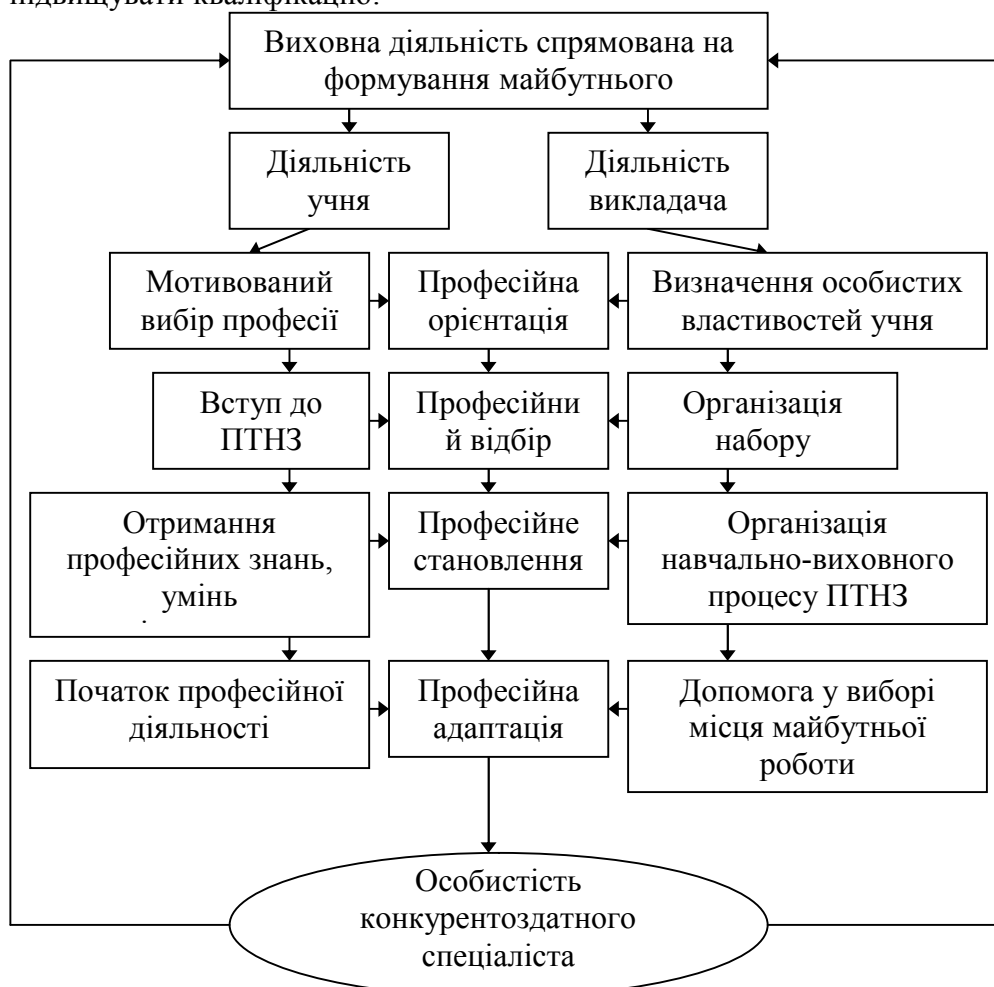 підвищувати кваліфікацію.
Виховна діяльність спрямована на
формування майбутнього
Діяльність
учня
Діяльність
викладача
Мотивований
вибір професії
Професійна
орієнтація
Визначення особистих
властивостей учня
Вступ до
ПТНЗ
Професійни
й відбір
Організація
набору
Отримання
професійних знань,
умінь
Професійне
становлення
Організація
навчально-виховного
процесу ПТНЗ
Початок професійної
діяльності
Професійна
адаптація
Допомога у виборі
місця майбутньої
роботи
Особистість
конкурентоздатного
спеціаліста